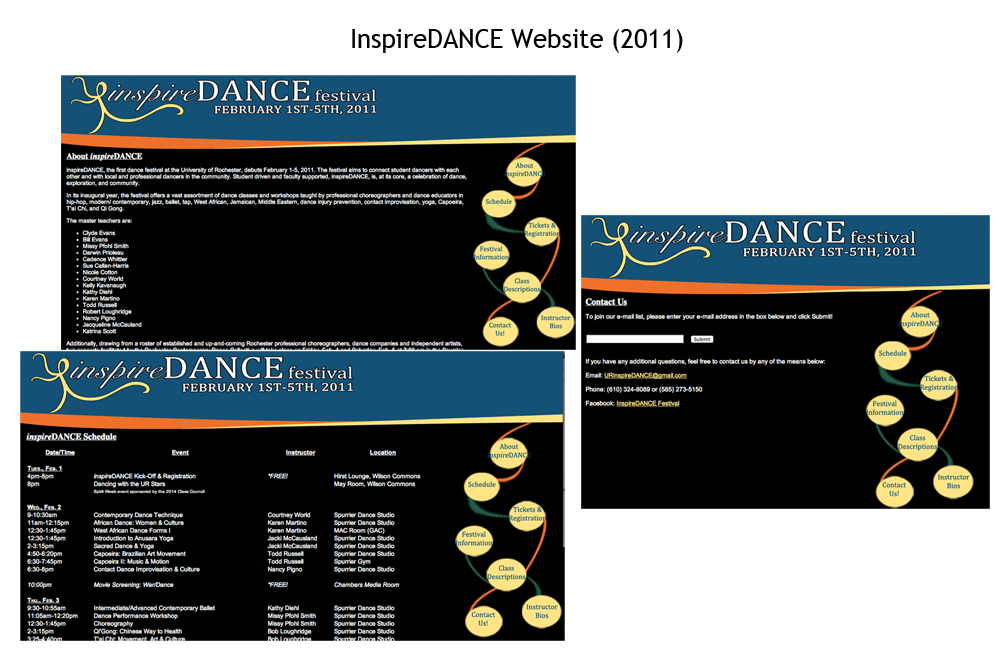 InspireDANCE Website (2011)
inspireDANCE festival
FEBRUARY 1ST-5TH, 2011
About inspireDANCE
inspireDANCE, the first dance festival at the University of Rochester, debuts February 1-5, 2011. The festival aims to connect student dancers with each
other and with local and professional dancers in the community. Student driven and faculty supported, inspireDANCE, is, at its core, a celebration of dance,
exploration, and community.
In its inaugural year, the festival offers a vast assortment of dance classes and workshops taught by professional choreographers and dance educators in
hip-hop, modern/ contemporary, jazz, ballet, tap, West African, Jamaican, Middle Eastern, dance injury prevention, contact improvisation, yoga, Capoeira,
T'ai Chi, and Qi Gong.
The master teachers are:
Clyde Evans
Bill Evans
Missy Pfohl Smith
Darwin Prioleau
Cadence Whittier
Sue Callan-Harris
Nicole Cotton
Courtney World
Kelly Kavanaugh
Kathy Diehl
Karen Martino
Todd Russell
Robert Loughridge
Nancy Pigno
Jacqueline McCauland
Katrina Scott
Additionally, drawing from a roster of established and up-and-coming Rochester professional choreographers, dance companies and independent artists,
About
inspireDANCE
Schedule
Tickets &
Registration
Festival
Information
Class
Descriptions
Instructor
Bios
Contact
Us!
inspireDANCE festival
FEBRUARY 1ST-5TH, 2011
Contact Us
To join our e-mail list, please enter your e-mail address in the box below and click Submit!
Submit
If you have any additional questions, feel free to contact us by any of the means below:
Email: URInspireDANCE@gmail.com
Phone: (610) 324-8089 or (585) 273-5150
Facebook: InspireDANCE Festival
About
inspireDANCE
Schedule
Tickets &
Registration
Festival
Information
Class
Descriptions
Contact
Us!
Instructor
Bios
inspireDANCE festival
FEBRUARY 1ST-5TH, 2011
inspireDANCE Schedule
Date/Time Event Instructor Location
Tues., Feb. 1
4pm-8pm inspireDANCE Kick-Off & Registration *FREE! Hirst Lounge, Wilson Commons
8pm Dancing with the UR Stars May Room, Wilson Commons
Spirit Week event sponsored by the 2014 Class Council
Wed., Feb. 2
9-10:30am Contemporary Dance Technique Courtney World Spurrier Dance Studio
11am-12:15pm African Dance: Women & Culture Karen Martino Spurrier Dance Studio
12:30-1:45pm West African Dance Forms I Karen Martino MAC Room (GAC)
12:30-1:45pm Introduction to Anusara Yoga Jacki McCausland Spurrier Dance Studio
2-3:15pm Sacred Dance & Yoga Jacki McCausland Spurrier Dance Studio
4:50-6:20pm Capoeira: Brazilian Art Movement Todd Russell Spurrier Dance Studio
6:30-7:45pm Capoeira II: Music & Motion Todd Russell Spurrier Gym
6:30-8pm Contact Dance Improvisation & Culture Nancy Pigno Spurrier Dance Studio
10:00pm Movie Screening: War/Dance *FREE! Chambers Media Room
Thu., Feb. 3
9:30-10:55am Intermediate/Advanced Contemporary Ballet Kathy Diehl Spurrier Dance Studio
11:05am-12:20pm Dance Performance Workshop Missy Pfohl Smith Spurrier Dance Studio
12:30-1:45pm Choreography Missy Pfohl Smith Spurrier Dance Studio
2-3:15pm Qi'Gong: Chinese Way to Health Bob Loughridge Spurrier Dance Studio
3:25-4:40pm T'ai Chi: Movement, Art & Culture Bob Loughridge Spurrier Dance Studio
About
inspireDANCE
Schedule
Tickets &
Registration
Festival
Information
Class
Descriptions
Instructor
Bios
Contact
Us!